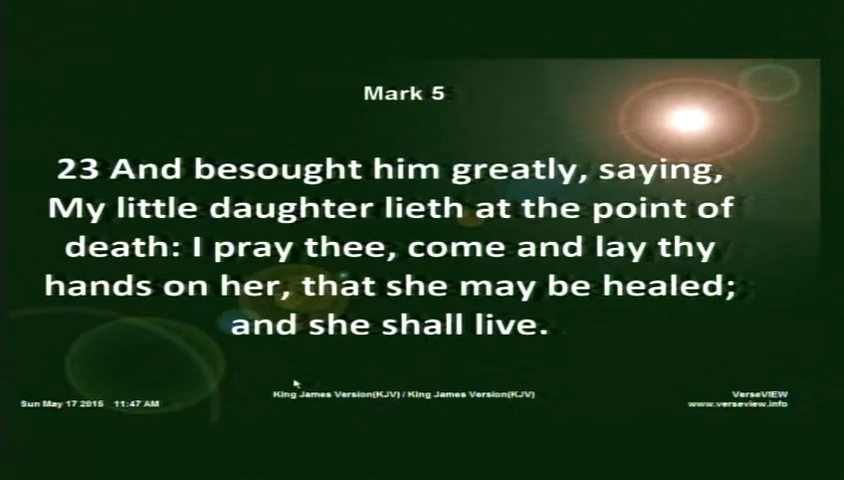 Mark 5
23 And besought him greatly, saying,
My little daughter lieth at the point of
death: I pray thee, come and lay thy
hands on her, that she may be healed;
and she shall live.
King James Version(KJV) / King James Version(KJV)
Sun May 17 2015 11:47 AM
VerseVIEW
www.verseview.info